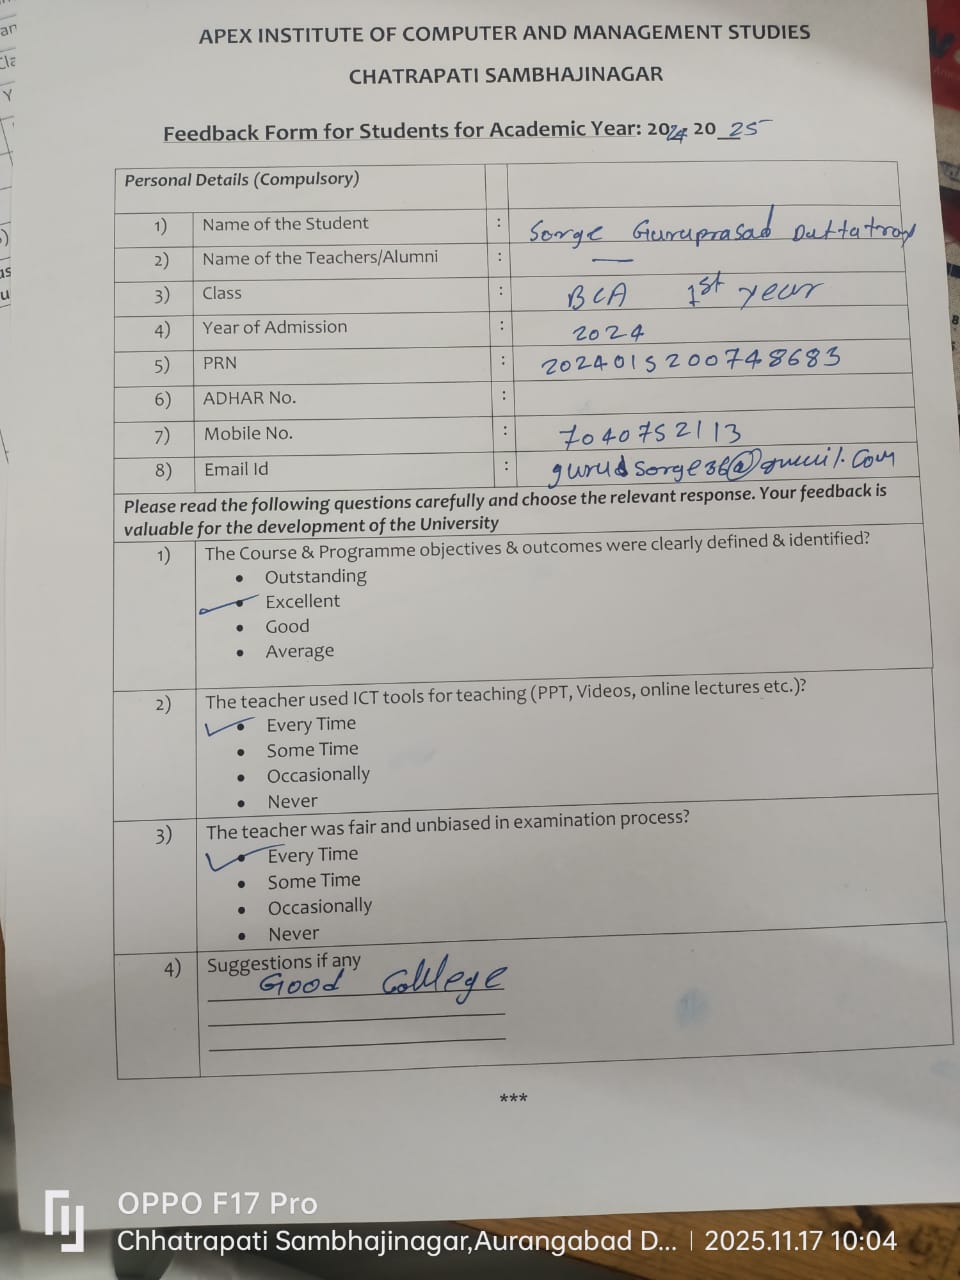 APEX INSTITUTE OF COMPUTER AND MANAGEMENT STUDIES
CHATRAPATI SAMBHAJINAGAR
Feedback Form for Students for Academic Year: 2024 20 25
Personal Details (Compulsory)
1) Name of the Student : Sorge Guruprasad Dattatray
2) Name of the Teachers/Alumni : —
3) Class : BCA 1st year
4) Year of Admission : 2024
5) PRN : 2024015200748683
6) ADHAR No. :
7) Mobile No. : 7040752113
8) Email Id :
Please read the following questions carefully and choose the relevant response. Your feedback is
valuable for the development of the University
1) The Course & Programme objectives & outcomes were clearly defined & identified?
• Outstanding
• Excellent
• Good
• Average
2) The teacher used ICT tools for teaching (PPT, Videos, online lectures etc.)?
• Every Time
• Some Time
• Occasionally
• Never
3) The teacher was fair and unbiased in examination process?
• Every Time
• Some Time
• Occasionally
• Never
4) Suggestions if any
Good College
***
OPPO F17 Pro
Chhatrapati Sambhajinagar,Aurangabad D... | 2025.11.17 10:04